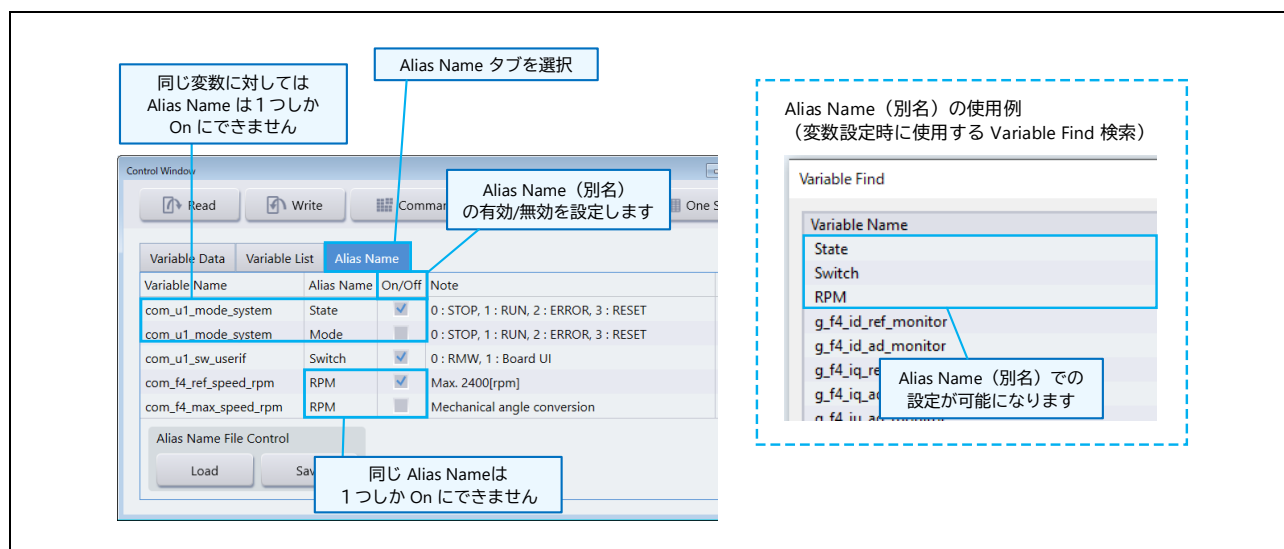 同じ変数に対しては
Alias Name は１つしか
On にできません
Alias Name タブを選択
Control Window
Read
Write
One S
Alias Name（別名）
の有効/無効を設定します
Variable Data Variable List Alias Name
Variable Name Alias Name On/Off Note
com_u1_mode_system State 0 : STOP, 1 : RUN, 2 : ERROR, 3 : RESET
com_u1_mode_system Mode 0 : STOP, 1 : RUN, 2 : ERROR, 3 : RESET
com_u1_sw_userif Switch 0 : RMW, 1 : Board UI
com_f4_ref_speed_rpm RPM Max. 2400[rpm]
com_f4_max_speed_rpm RPM Mechanical angle conversion
Alias Name File Control
Load
同じ Alias Nameは
１つしか On にできません
Alias Name（別名）の使用例
（変数設定時に使用する Variable Find 検索）
Variable Find
Variable Name
State
Switch
RPM
g_f4_id_ref_monitor
g_f4_id_ad_monitor
Alias Name（別名）での
設定が可能になります